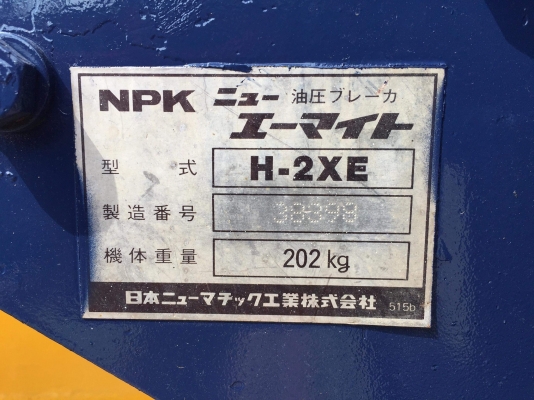 NPK ニュー 油圧ブレーカ
エーマイト
型式 H-2XE
製造番号 38398
機体重量 202kg
日本ニューマチック工業株式会社 515b